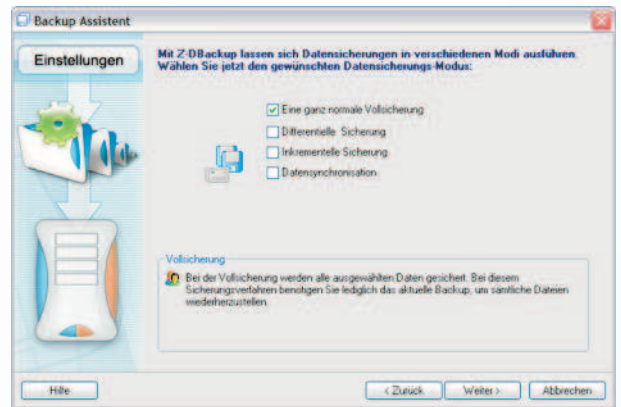 Backup Assistent
Einstellungen
Mit Z-DBackup lassen sich Datensicherungen in verschiedenen Modi ausführen.
Wählen Sie jetzt den gewünschten Datensicherungs-Modus:
Eine ganz normale Vollsicherung
Differentielle Sicherung
Inkrementelle Sicherung
Datensynchronisation
Vollsicherung
Bei der Vollsicherung werden alle ausgewählten Daten gesichert. Bei diesem
Sicherungsverfahren benötigen Sie lediglich das aktuelle Backup, um sämtliche Dateien
wiederherzustellen.
Hilfe
< Zurück
Weiter >
Abbrechen